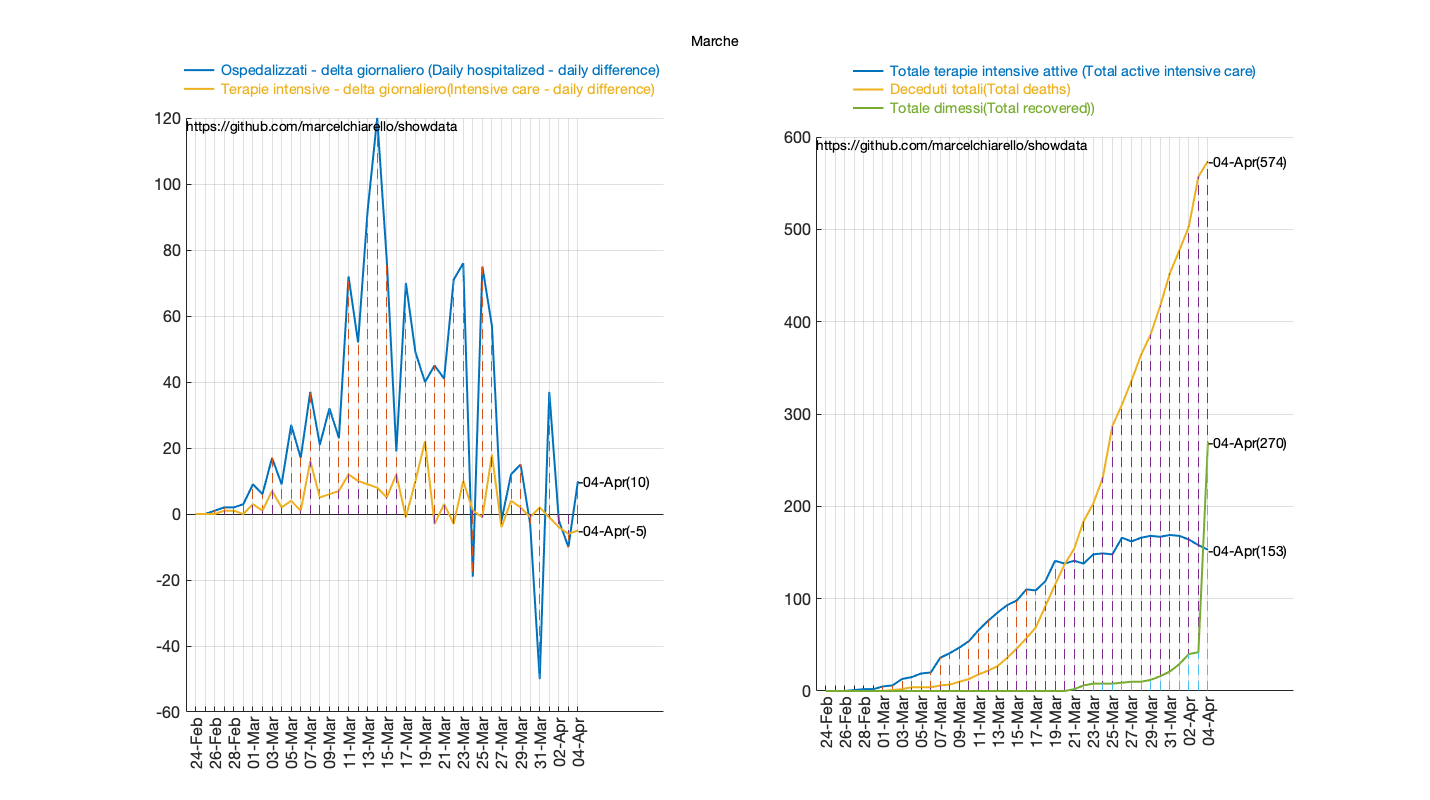 Marche
Ospedalizzati - delta giornaliero (Daily hospitalized - daily difference)
Terapie intensive - delta giornaliero(Intensive care - daily difference)
https://github.com/marcelchiarello/showdata
120
100
80
60
40
20
0
-20
-40
-60
-04-Apr(10)
-04-Apr(-5)
24-Feb
26-Feb
28-Feb
01-Mar
03-Mar
05-Mar
07-Mar
09-Mar
11-Mar
13-Mar
15-Mar
17-Mar
19-Mar
21-Mar
23-Mar
25-Mar
27-Mar
29-Mar
31-Mar
02-Apr
04-Apr
Totale terapie intensive attive (Total active intensive care)
Deceduti totali(Total deaths)
Totale dimessi(Total recovered))
https://github.com/marcelchiarello/showdata
600
500
400
300
200
100
0
-04-Apr(574)
-04-Apr(270)
-04-Apr(153)
24-Feb
26-Feb
28-Feb
01-Mar
03-Mar
05-Mar
07-Mar
09-Mar
11-Mar
13-Mar
15-Mar
17-Mar
19-Mar
21-Mar
23-Mar
25-Mar
27-Mar
29-Mar
31-Mar
02-Apr
04-Apr